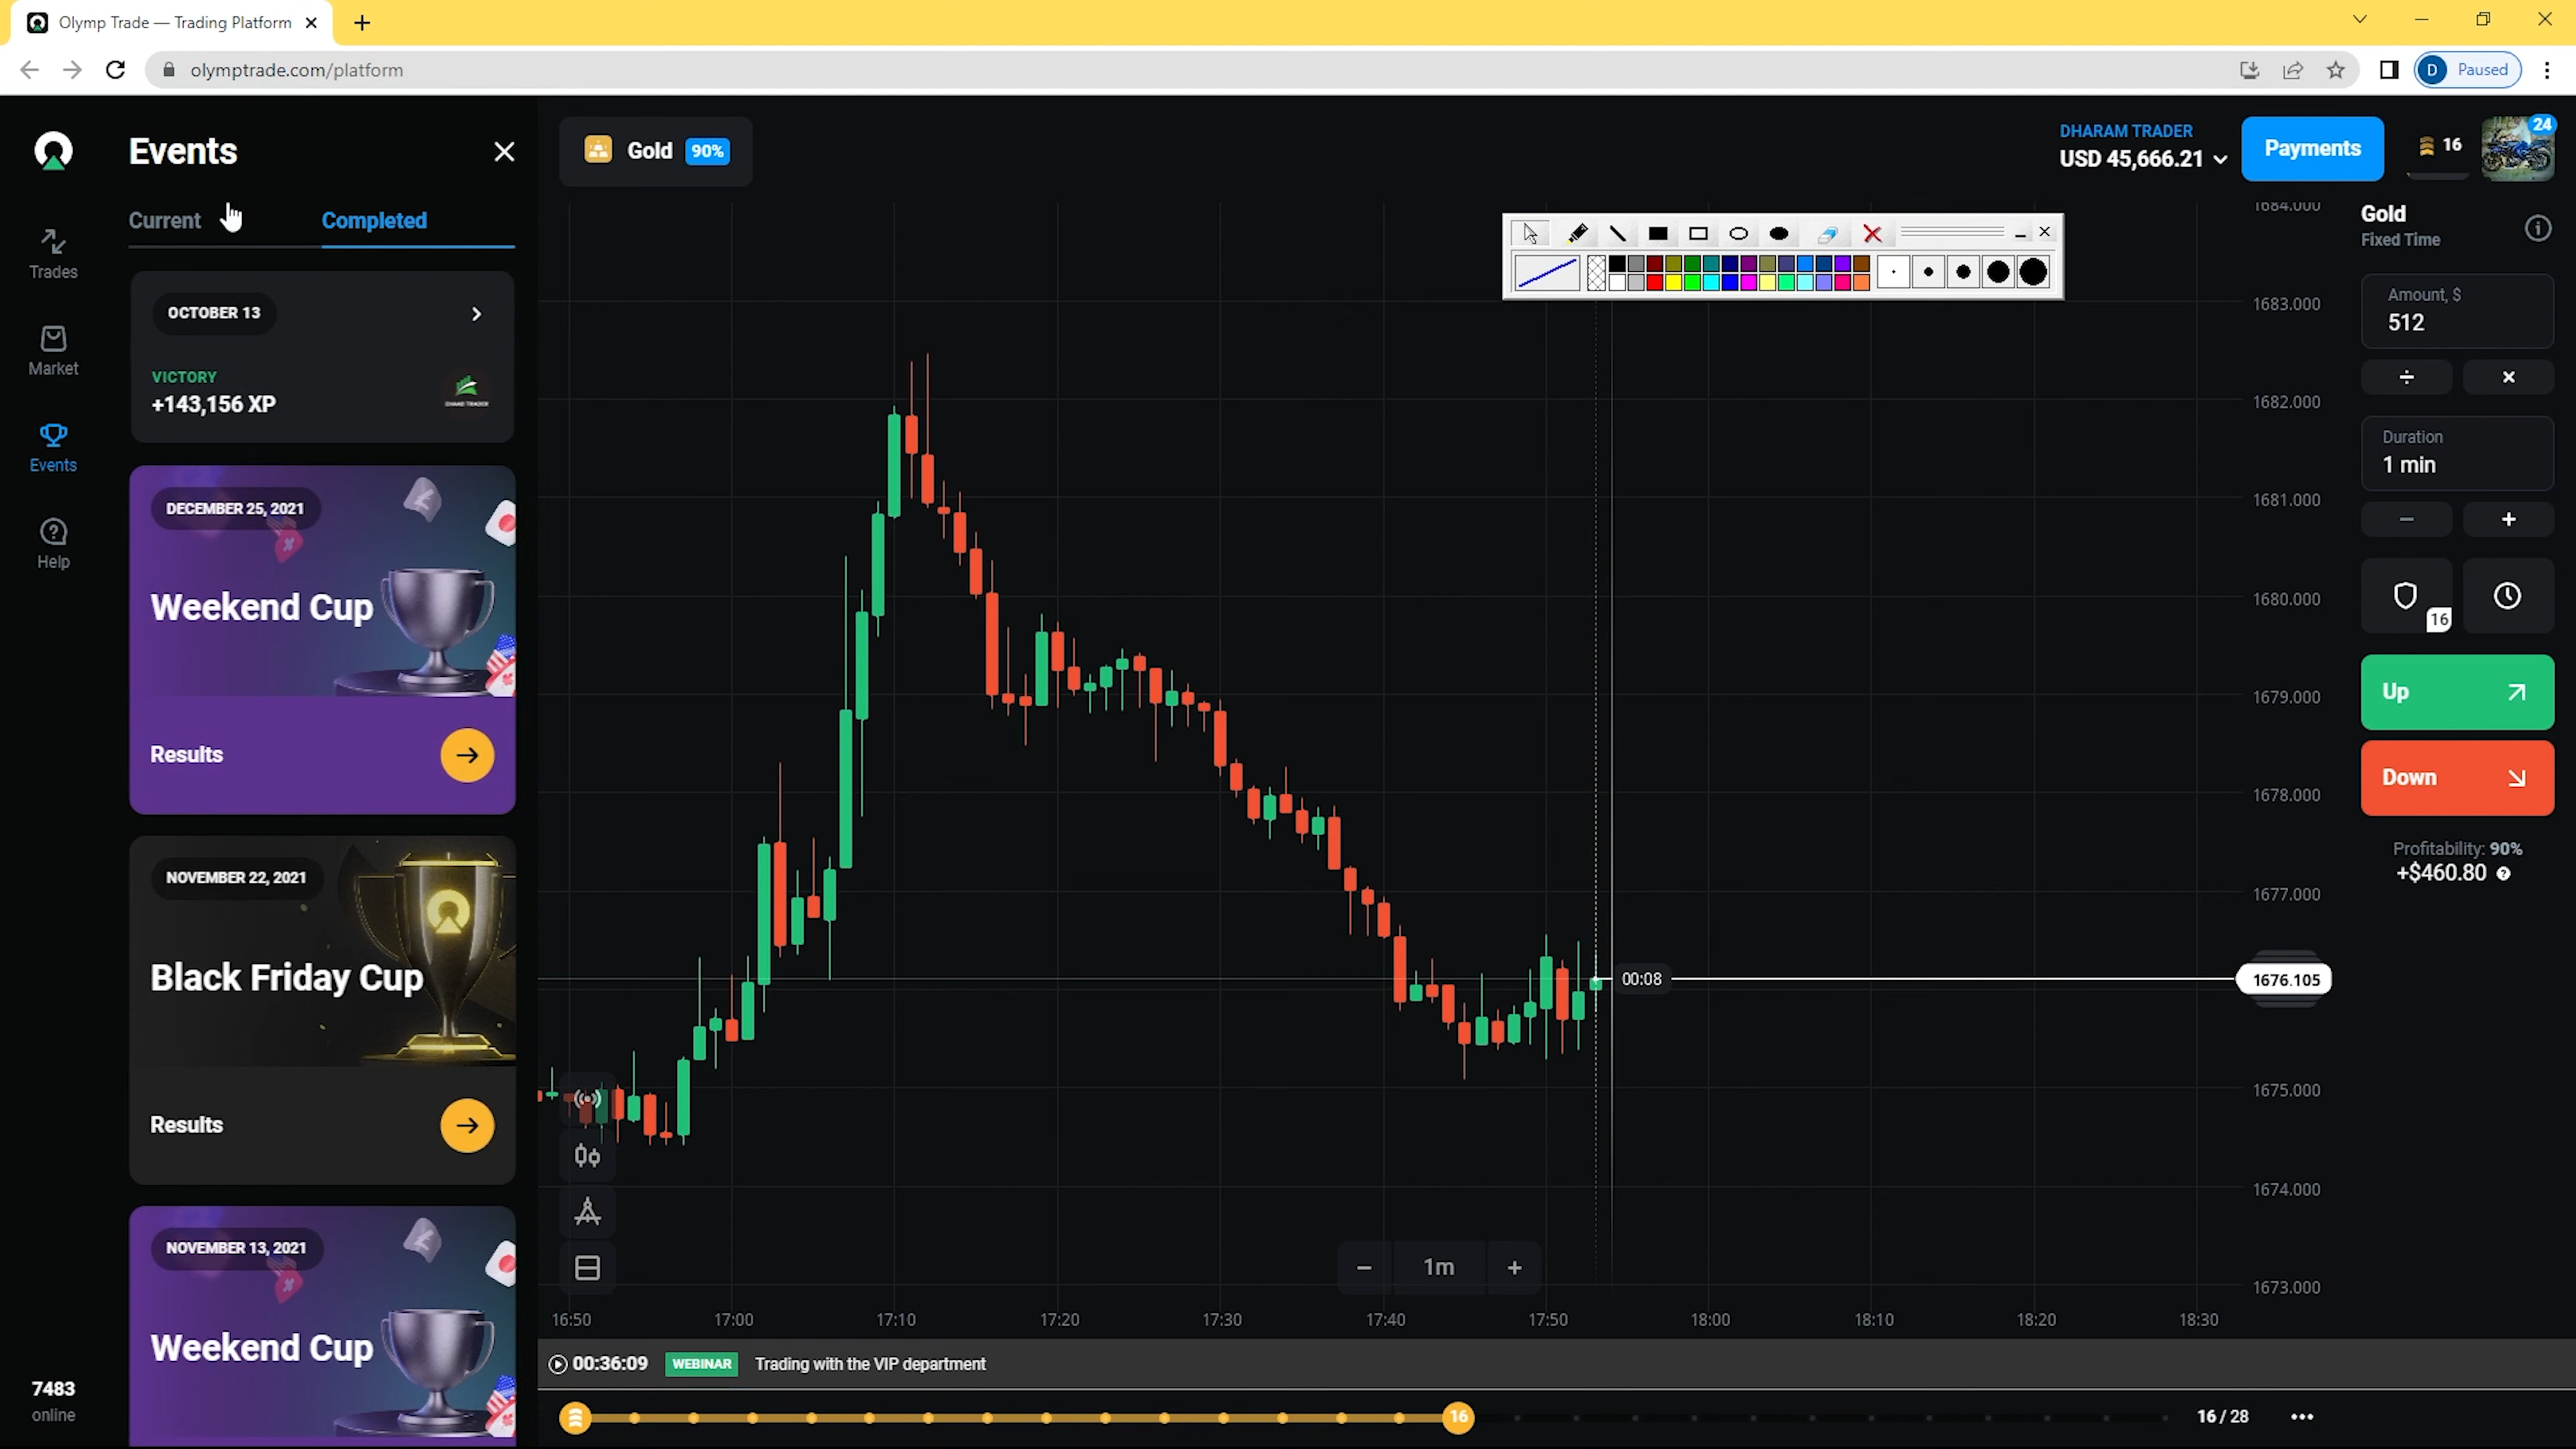 Olymp Trade — Trading Platform
olymptrade.com/platform
D Paused
Events
Current
Completed
Trades
Market
Events
Help
OCTOBER 13
VICTORY
+143,156 XP
DECEMBER 25, 2021
Weekend Cup
Results
NOVEMBER 22, 2021
Black Friday Cup
Results
NOVEMBER 13, 2021
Weekend Cup
7483
online
Gold 90%
DHARAM TRADER
USD 45,666.21
Payments
16
24
Gold
Fixed Time
Amount, $
512
÷ ×
Duration
1 min
− +
16
Up
Down
Profitability: 90%
+$460.80
1684.000
1683.000
1682.000
1681.000
1680.000
1679.000
1678.000
1677.000
00:08
1676.105
1675.000
1674.000
1673.000
− 1m +
16:50 17:00 17:10 17:20 17:30 17:40 17:50 18:00 18:10 18:20 18:30
00:36:09 WEBINAR Trading with the VIP department
16
16 / 28